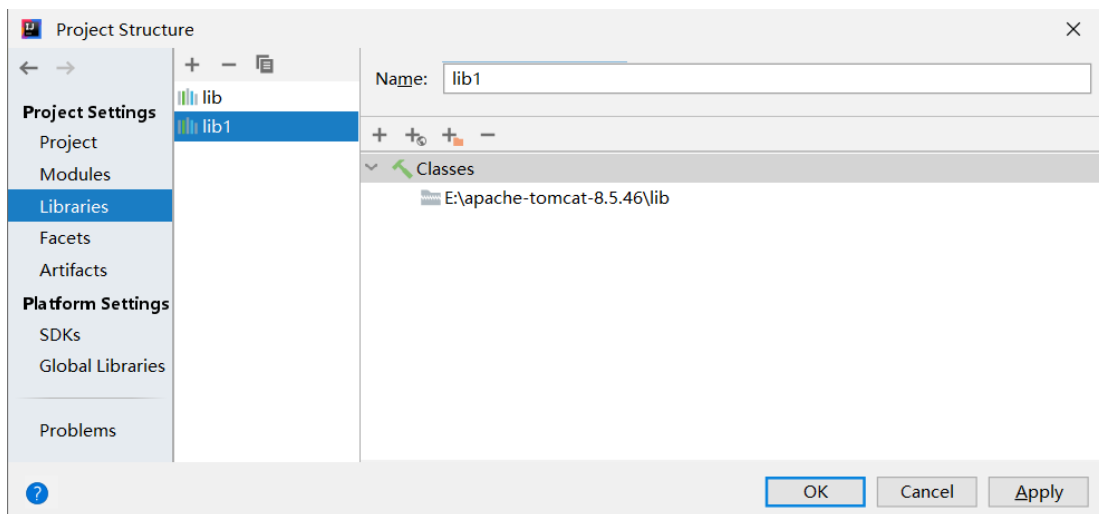 Project Structure
Project Settings
Project
Modules
Libraries
Facets
Artifacts
Platform Settings
SDKs
Global Libraries
Problems
lib
lib1
Name: lib1
Classes
E:\apache-tomcat-8.5.46\lib
? OK Cancel Apply